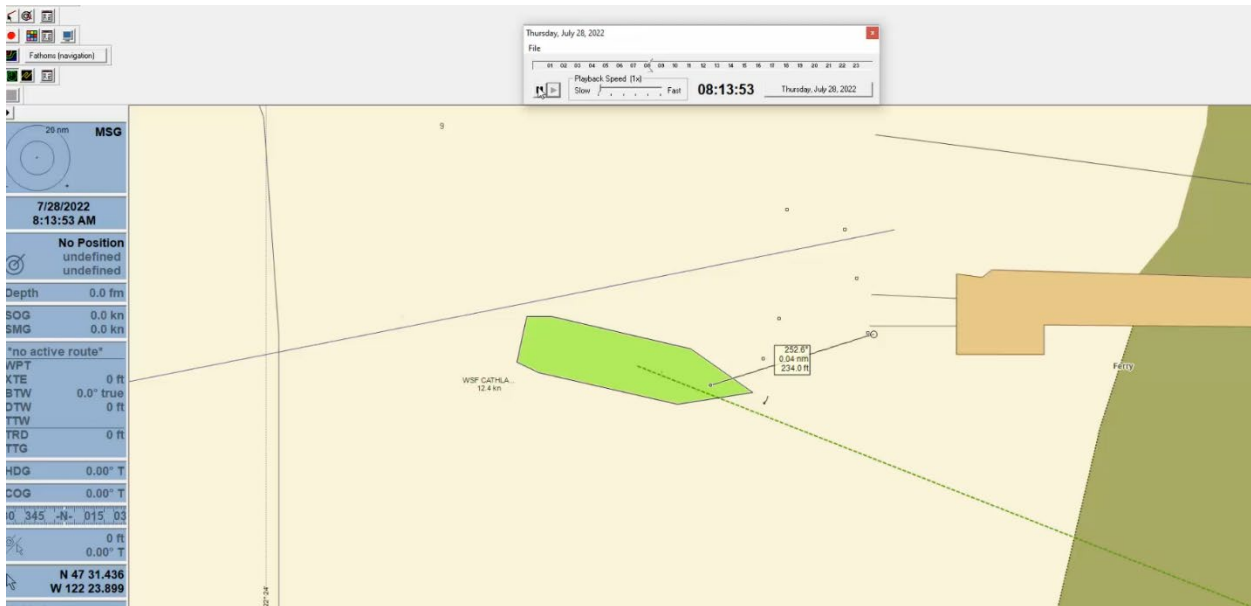 Fathoms (navigation)
Thursday, July 28, 2022
x
File
01 02 03 04 05 06 07 08 09 10 11 12 13 14 15 16 17 18 19 20 21 22 23
Playback Speed (1x)
Slow Fast
08:13:53
Thursday, July 28, 2022
20 nm
MSG
7/28/2022
8:13:53 AM
No Position
undefined
undefined
Depth 0.0 fm
SOG 0.0 kn
SMG 0.0 kn
*no active route*
WPT
XTE 0 ft
BTW 0.0° true
DTW 0 ft
TTW
TRD 0 ft
TTG
HDG 0.00° T
COG 0.00° T
345 -N- 015 03
0 ft
0.00° T
N 47 31.436
W 122 23.899
9
WSF CATHLA...
12.4 kn
252.6°
0.04 nm
234.0 ft
Ferry